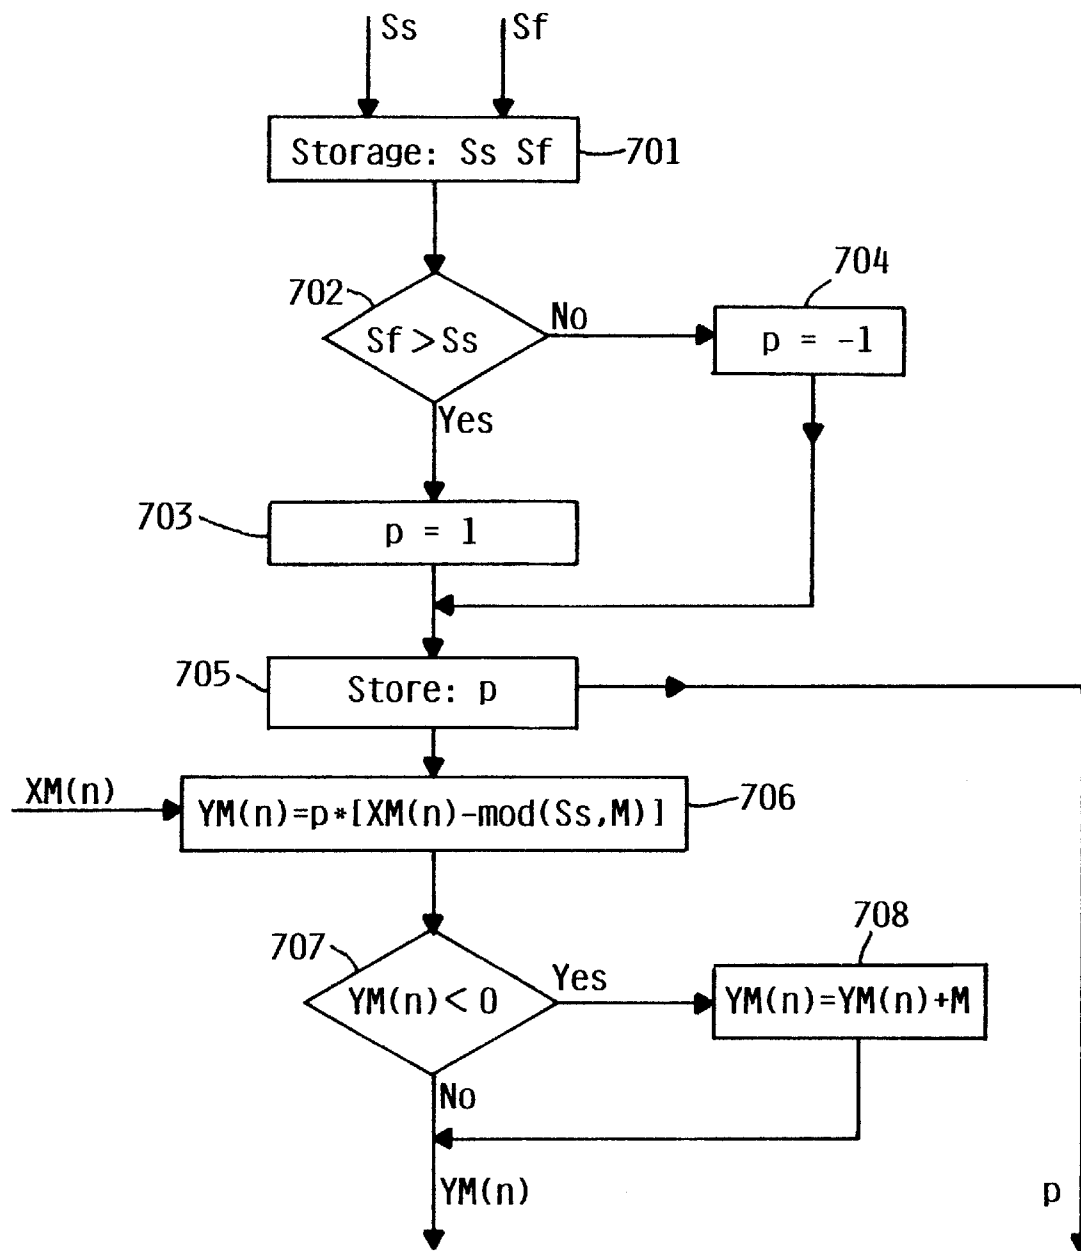 Ss Sf
Storage: Ss Sf 701
702 704
Sf > Ss No p = -1
Yes
703 p = 1
705 Store: p
XM(n) YM(n)=p*[XM(n)-mod(Ss,M)] 706
707 708
YM(n) < 0 Yes YM(n)=YM(n)+M
No
YM(n) p